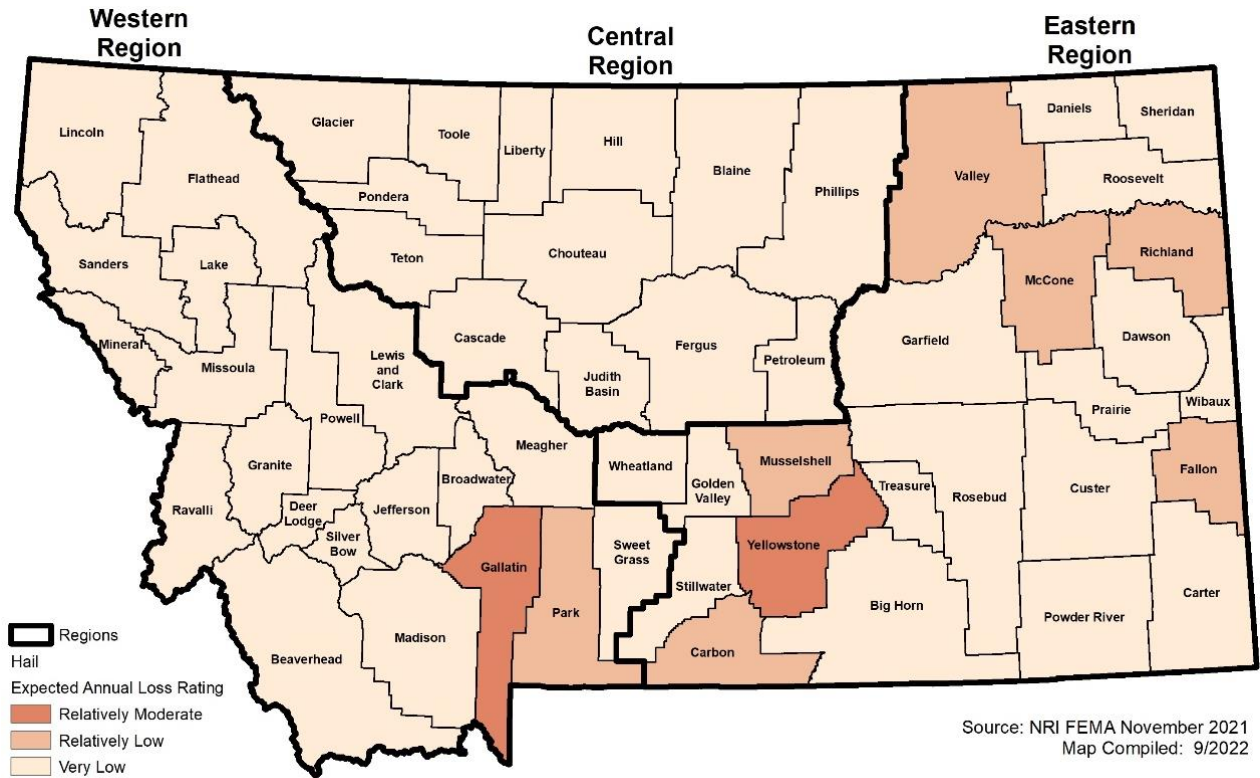 Western
Region
Central
Region
Eastern
Region
Lincoln
Flathead
Glacier
Toole
Liberty
Hill
Blaine
Phillips
Valley
Daniels
Sheridan
Roosevelt
Pondera
Teton
Chouteau
Sanders
Lake
McCone
Richland
Mineral
Missoula
Powell
Lewis
and
Clark
Cascade
Judith
Basin
Fergus
Petroleum
Garfield
Dawson
Prairie
Wibaux
Ravalli
Granite
Deer
Lodge
Silver
Bow
Jefferson
Broadwater
Meagher
Wheatland
Golden
Valley
Musselshell
Treasure
Rosebud
Custer
Fallon
Gallatin
Park
Sweet
Grass
Stillwater
Yellowstone
Big Horn
Powder River
Carter
Beaverhead
Madison
Carbon
Regions
Hail
Expected Annual Loss Rating
Relatively Moderate
Relatively Low
Very Low
Source: NRI FEMA November 2021
Map Compiled: 9/2022